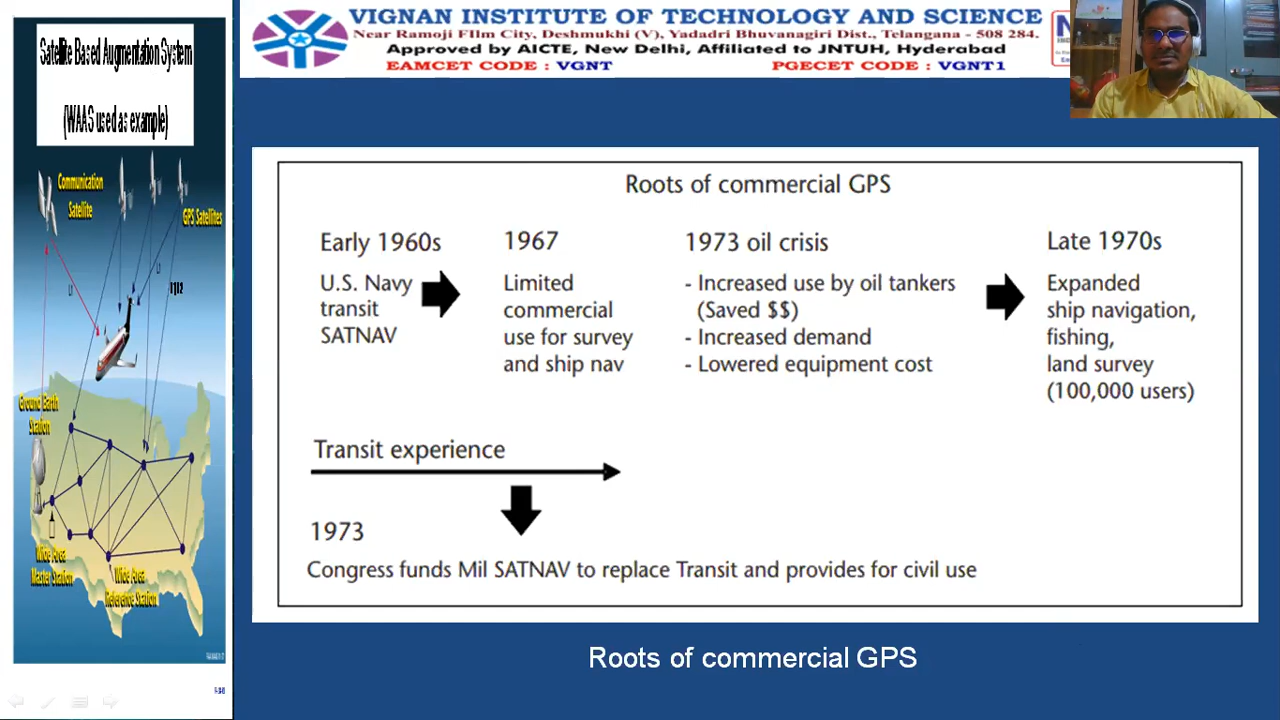 VIGNAN INSTITUTE OF TECHNOLOGY AND SCIENCE
Near Ramoji FIlm City, Deshmukhi (V), Yadadri Bhuvanagiri Dist., Telangana - 508 284.
Approved by AICTE, New Delhi, Affiliated to JNTUH, Hyderabad
EAMCET CODE : VGNT
PGECET CODE : VGNT1
Satellite Based Augmentation System
(WAAS used as example)
Communication
Satellite
GPS Satellites
L1
L1
L1L2
Ground Earth
Station
Wide Area
Master Station
Wide Area
Reference Station
Roots of commercial GPS
Early 1960s
U.S. Navy
transit
SATNAV
1967
Limited
commercial
use for survey
and ship nav
1973 oil crisis
- Increased use by oil tankers
(Saved $$)
- Increased demand
- Lowered equipment cost
Late 1970s
Expanded
ship navigation,
fishing,
land survey
(100,000 users)
Transit experience
1973
Congress funds Mil SATNAV to replace Transit and provides for civil use
Roots of commercial GPS